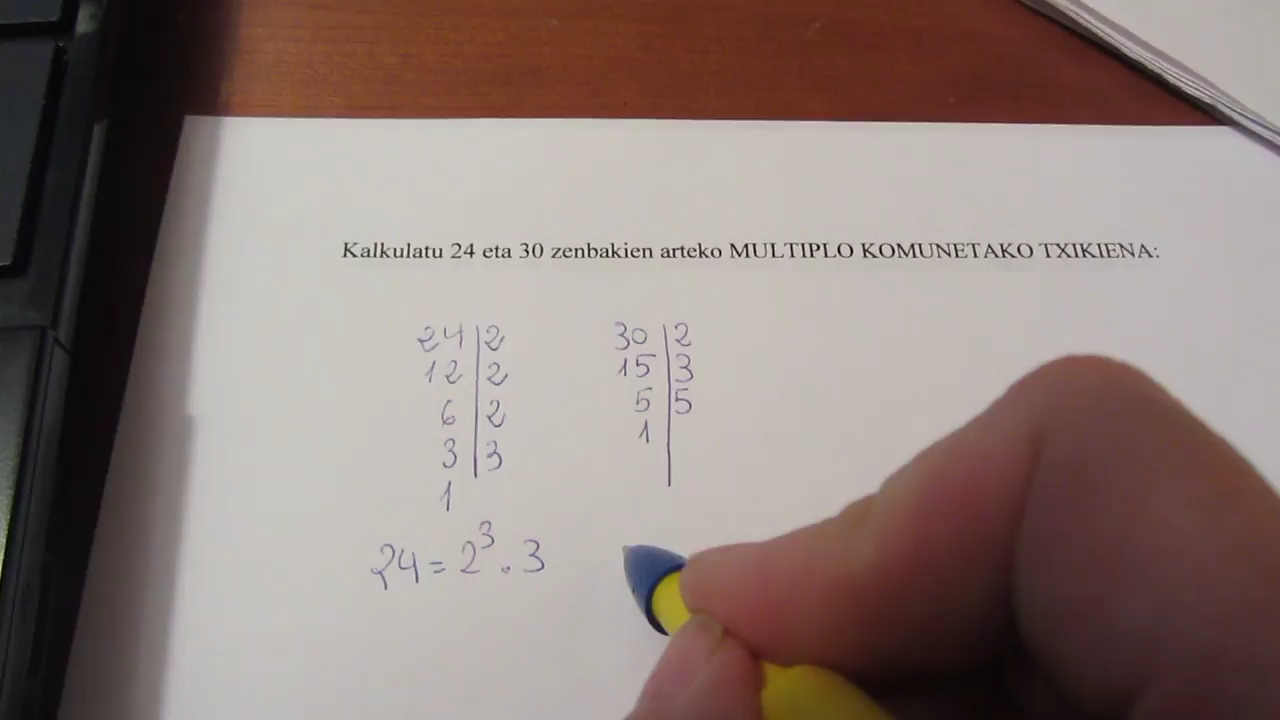 Kalkulatu 24 eta 30 zenbakien arteko MULTIPLO KOMUNETAKO TXIKIENA:
24 | 2 30 | 2
12 | 2 15 | 3
6 | 2 5 | 5
3 | 3 1
1
24 = 2³ . 3